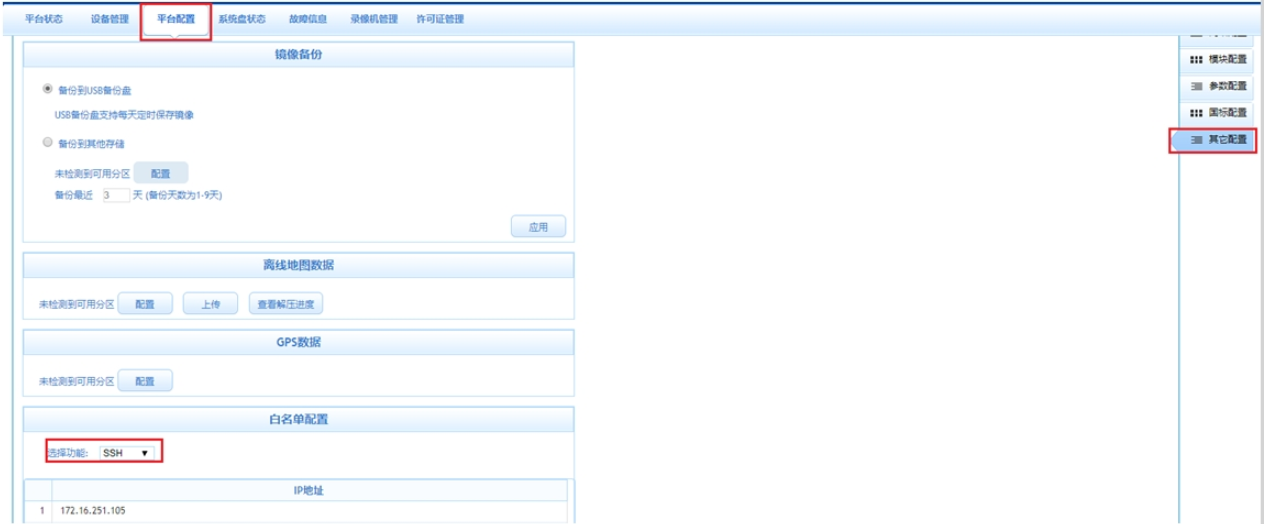 平台状态 设备管理 平台配置 系统盘状态 故障信息 录像机管理 许可证管理
镜像备份
备份到USB备份盘
USB备份盘支持每天定时保存镜像
备份到其他存储
未检测到可用分区 配置
备份最近 3 天 (备份天数为1-9天)
应用
离线地图数据
未检测到可用分区 配置 上传 查看解压进度
GPS数据
未检测到可用分区 配置
白名单配置
选择功能: SSH
IP地址
1 172.16.251.105
模块配置
参数配置
国标配置
其它配置